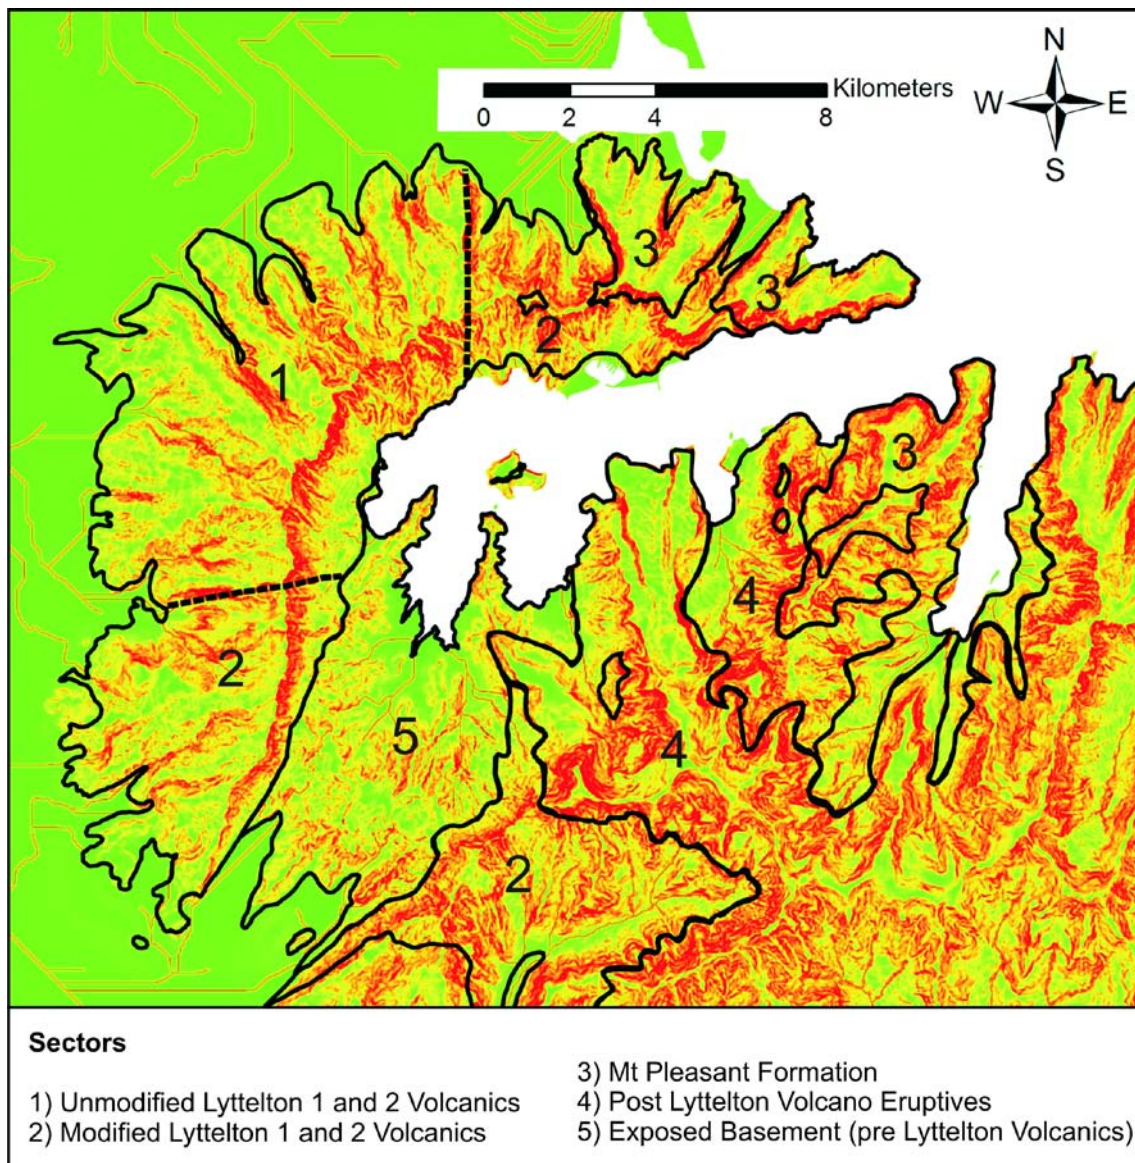 N
W E
S
Kilometers
0 2 4 8
3
3
2
1
3
4
2
5
4
2
Sectors
1) Unmodified Lyttelton 1 and 2 Volcanics
2) Modified Lyttelton 1 and 2 Volcanics
3) Mt Pleasant Formation
4) Post Lyttelton Volcano Eruptives
5) Exposed Basement (pre Lyttelton Volcanics)